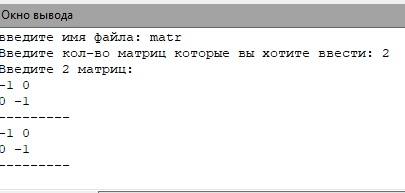 Окно вывода
введите имя файла: matr
Введите кол-во матриц которые вы хотите ввести: 2
Введите 2 матриц:
-1 0
0 -1
---------
-1 0
0 -1
---------